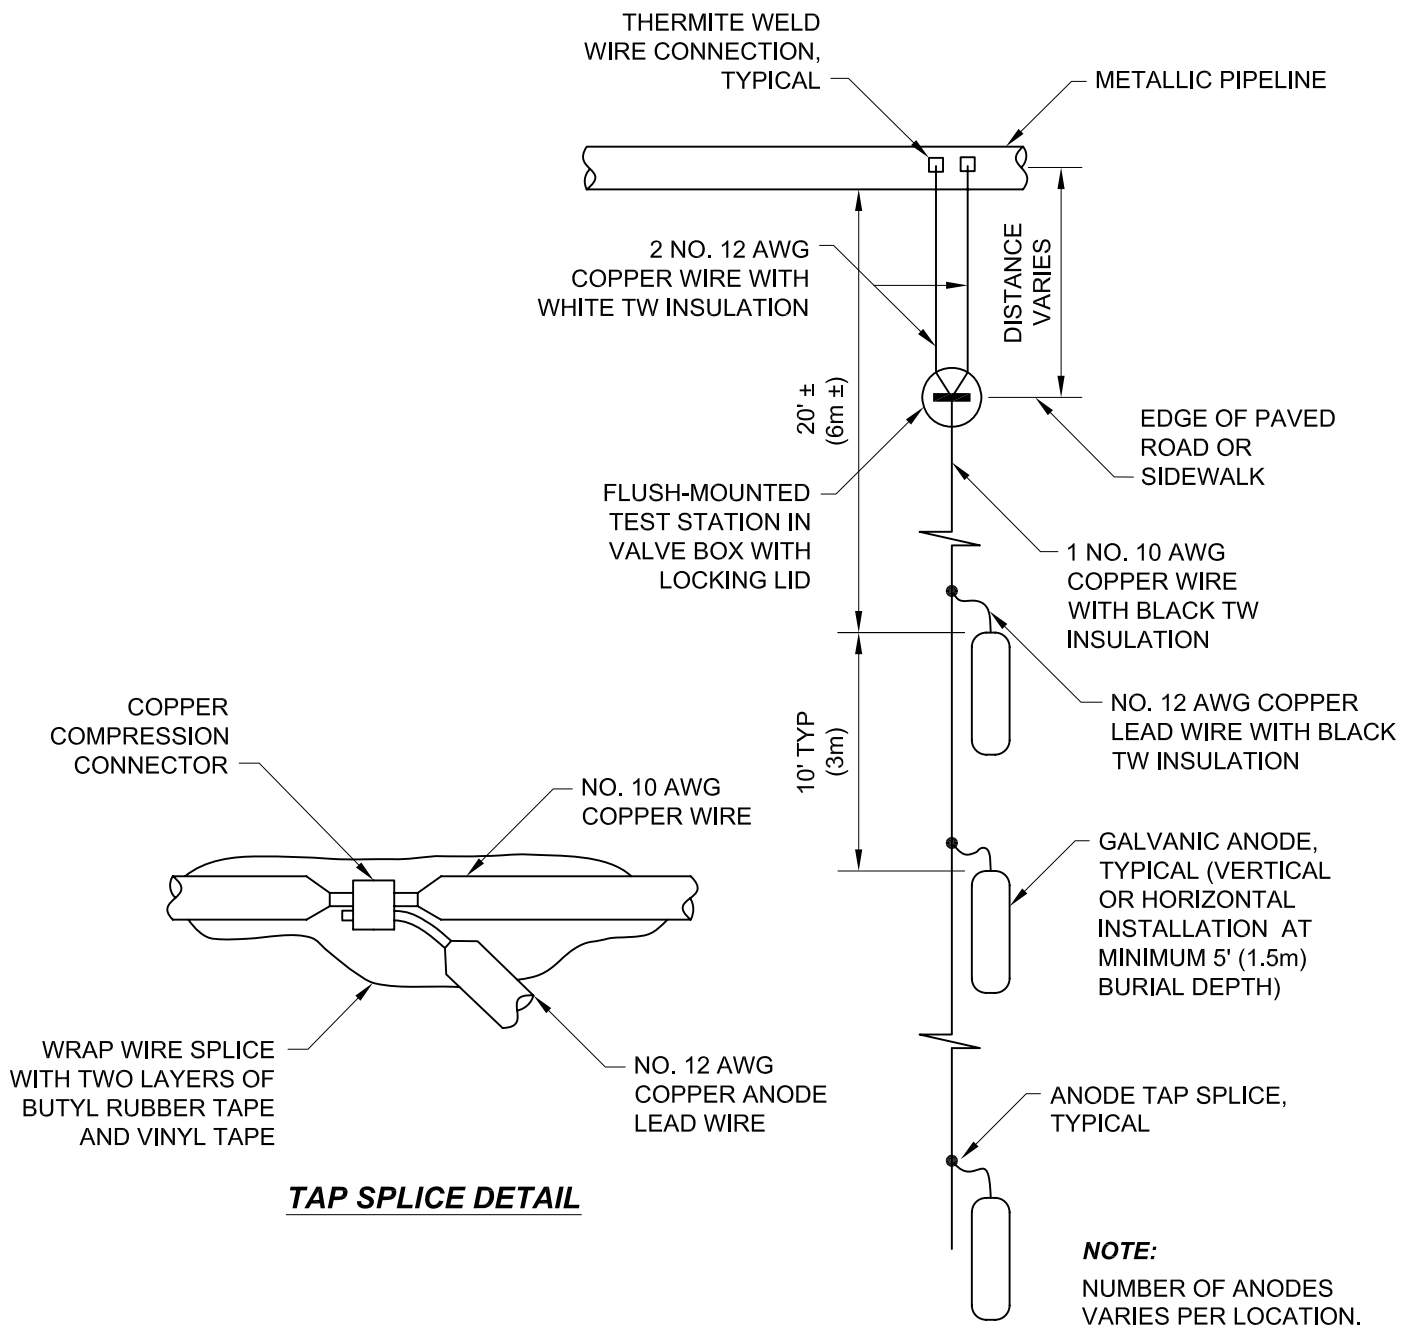 THERMITE WELD
WIRE CONNECTION,
TYPICAL
METALLIC PIPELINE
2 NO. 12 AWG
COPPER WIRE WITH
WHITE TW INSULATION
DISTANCE
VARIES
20' ±
(6m ±)
EDGE OF PAVED
ROAD OR
SIDEWALK
FLUSH-MOUNTED
TEST STATION IN
VALVE BOX WITH
LOCKING LID
1 NO. 10 AWG
COPPER WIRE
WITH BLACK TW
INSULATION
NO. 12 AWG COPPER
LEAD WIRE WITH BLACK
TW INSULATION
10' TYP
(3m)
COPPER
COMPRESSION
CONNECTOR
NO. 10 AWG
COPPER WIRE
GALVANIC ANODE,
TYPICAL (VERTICAL
OR HORIZONTAL
INSTALLATION AT
MINIMUM 5' (1.5m)
BURIAL DEPTH)
WRAP WIRE SPLICE
WITH TWO LAYERS OF
BUTYL RUBBER TAPE
AND VINYL TAPE
NO. 12 AWG
COPPER ANODE
LEAD WIRE
ANODE TAP SPLICE,
TYPICAL
TAP SPLICE DETAIL
NOTE:
NUMBER OF ANODES
VARIES PER LOCATION.